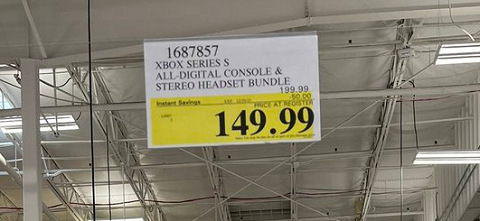 1687857
XBOX SERIES S
ALL-DIGITAL CONSOLE &
STEREO HEADSET BUNDLE
199.99
Instant Savings -50.00
PRICE AT REGISTER
LIMIT
149.99